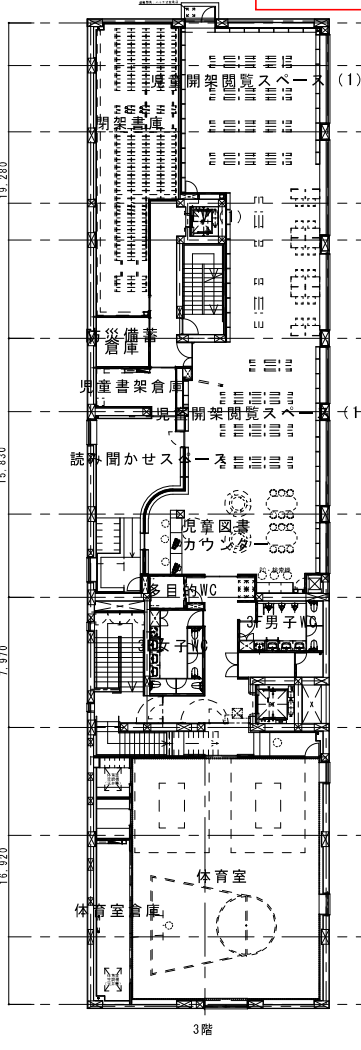 児童開架閲覧スペース (1)
閉架書庫
19,280
防災備蓄
倉庫
児童書架倉庫
児童開架閲覧スペース (1
15,830
読み聞かせスペース
児童図書
カウンター
多目的WC
3F男子WC
3F女子WC
7,970
体育室
16,920
体育室倉庫
3階